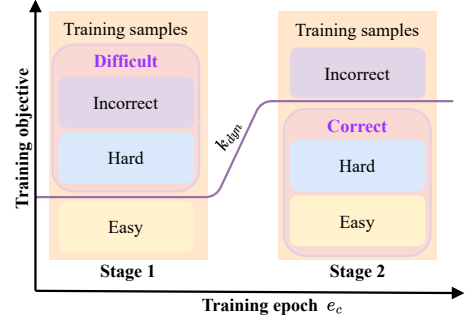 Training objective
Training samples
Difficult
Incorrect
Hard
Easy
Stage 1
k_dyn
Training samples
Incorrect
Correct
Hard
Easy
Stage 2
Training epoch e_c